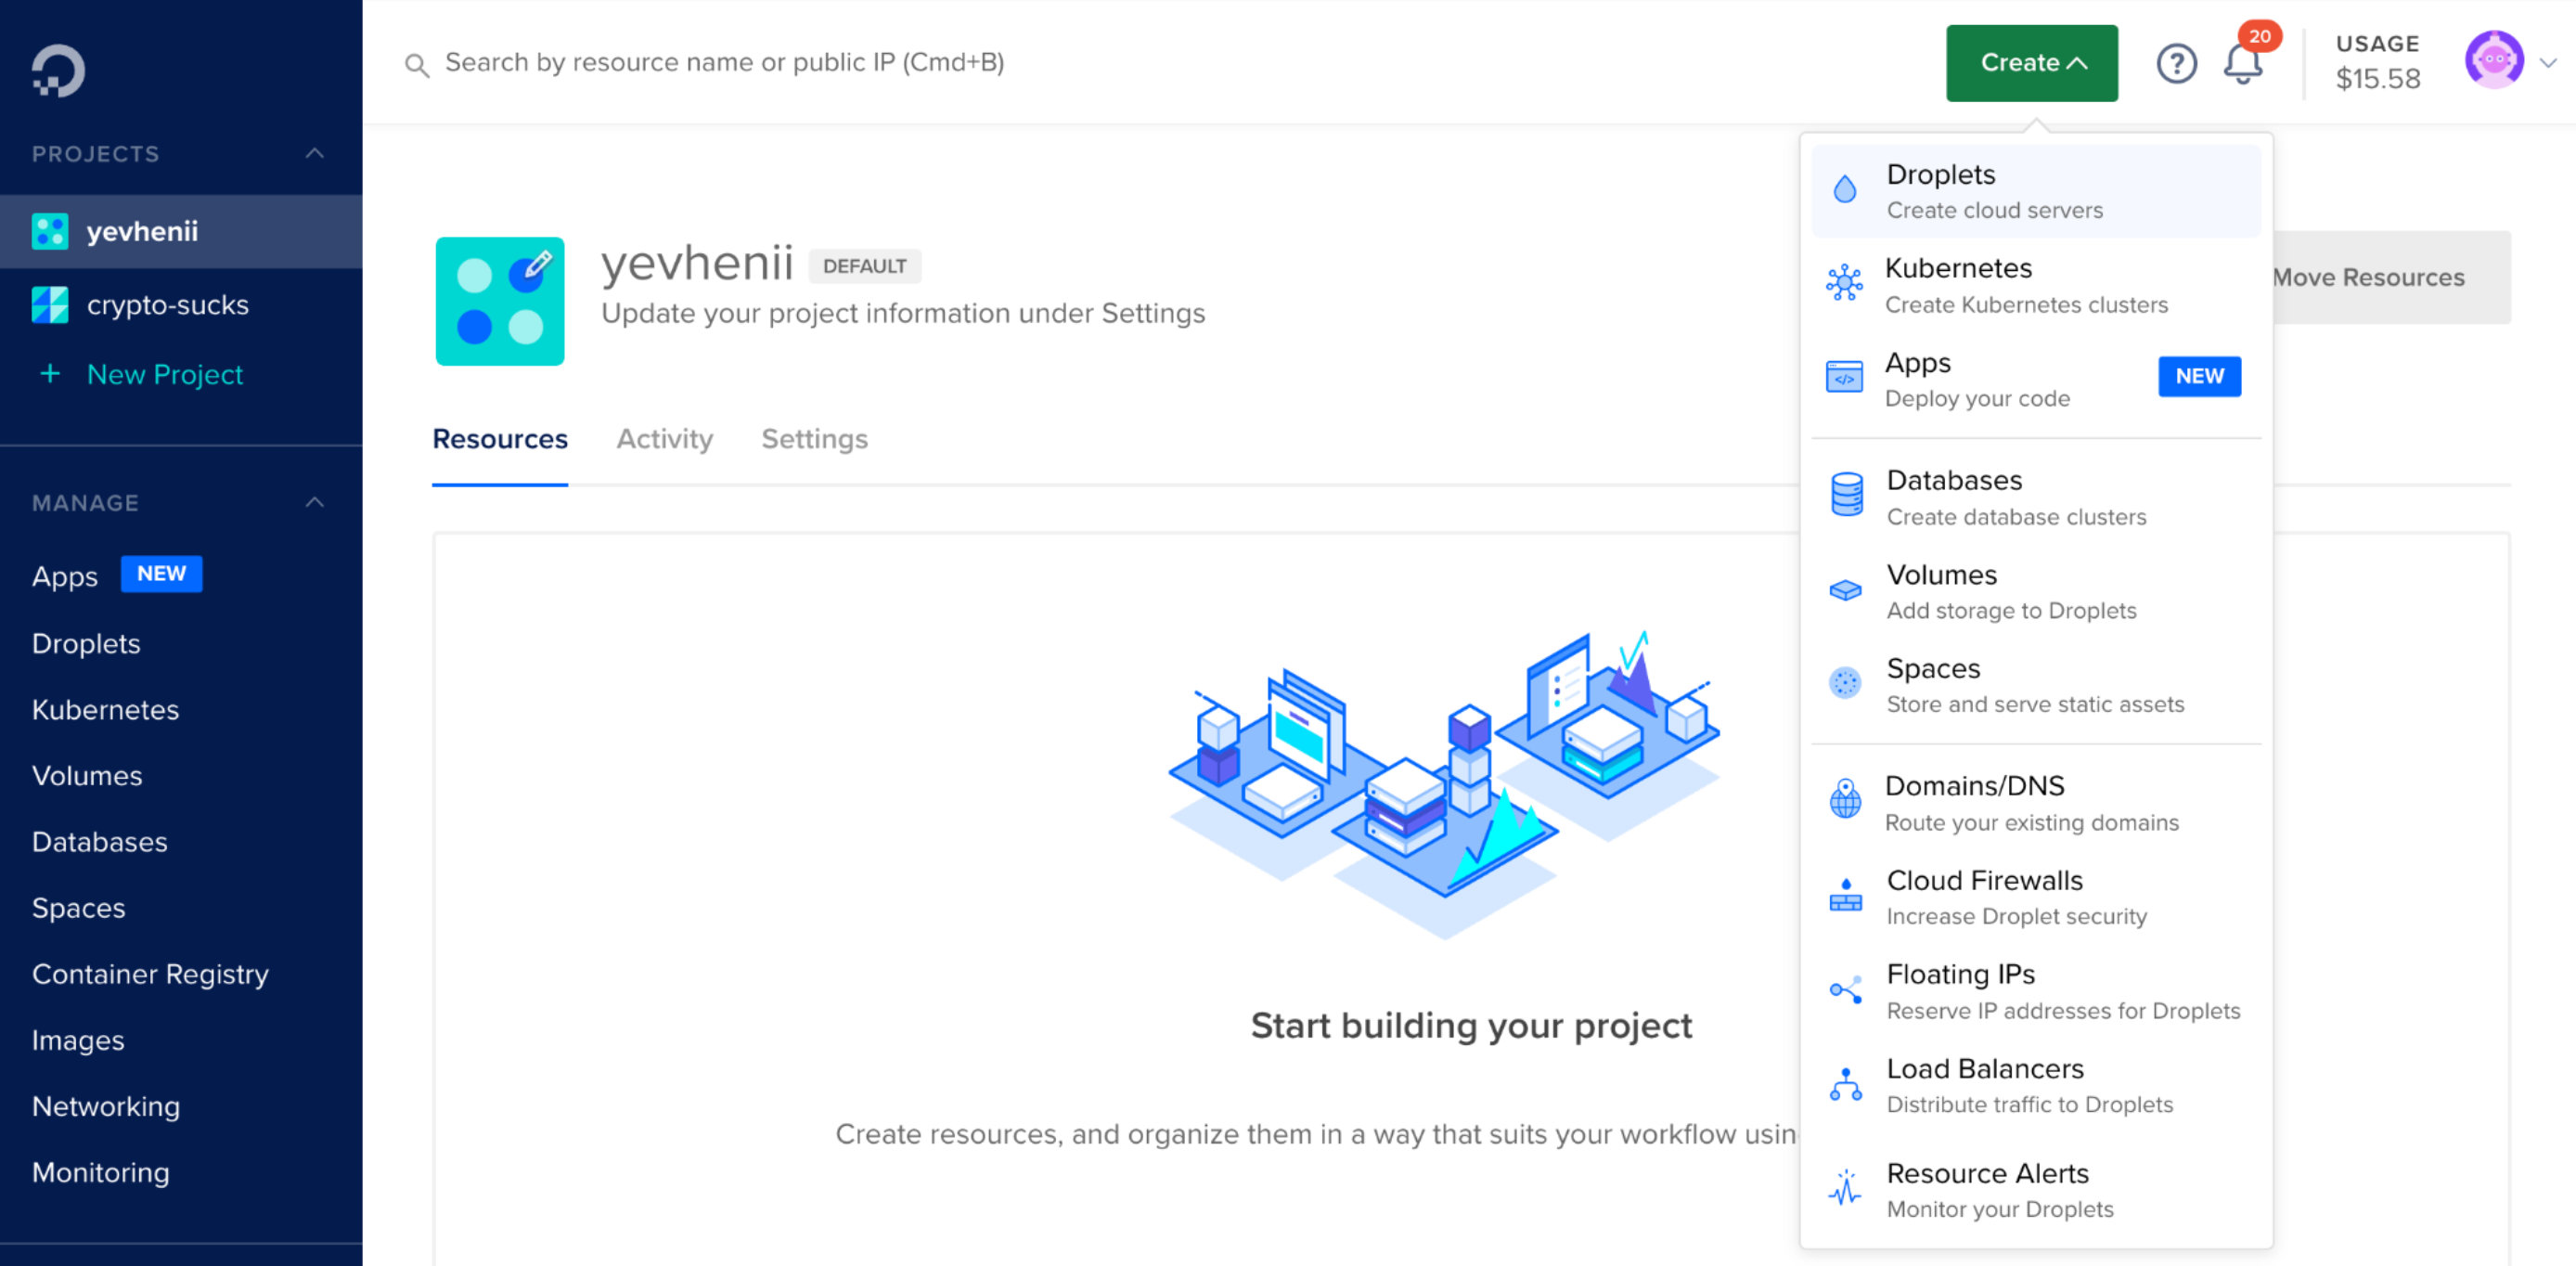 PROJECTS
yevhenii
crypto-sucks
+ New Project
MANAGE
Apps NEW
Droplets
Kubernetes
Volumes
Databases
Spaces
Container Registry
Images
Networking
Monitoring
Search by resource name or public IP (Cmd+B)
Create
?
20
USAGE
$15.58
yevhenii DEFAULT
Update your project information under Settings
Move Resources
Resources Activity Settings
Start building your project
Create resources, and organize them in a way that suits your workflow usin
Droplets
Create cloud servers
Kubernetes
Create Kubernetes clusters
Apps NEW
Deploy your code
Databases
Create database clusters
Volumes
Add storage to Droplets
Spaces
Store and serve static assets
Domains/DNS
Route your existing domains
Cloud Firewalls
Increase Droplet security
Floating IPs
Reserve IP addresses for Droplets
Load Balancers
Distribute traffic to Droplets
Resource Alerts
Monitor your Droplets